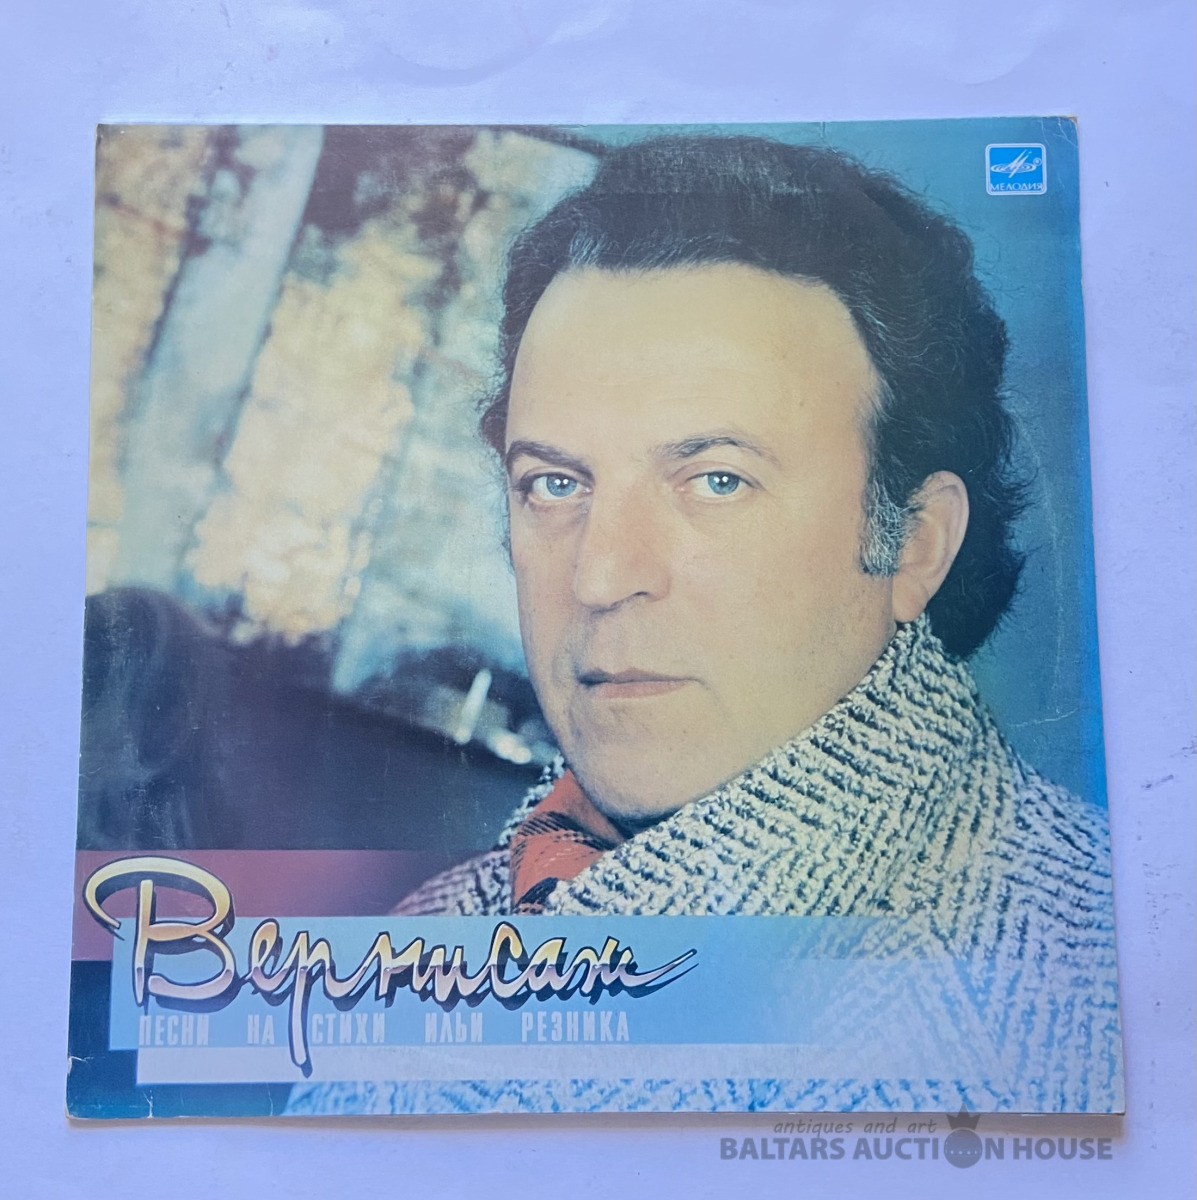 МЕЛОДИЯ
Вернисаж
ПЕСНИ НА СТИХИ ИЛЬИ РЕЗНИКА
antiques and art
BALTARS AUCTION HOUSE